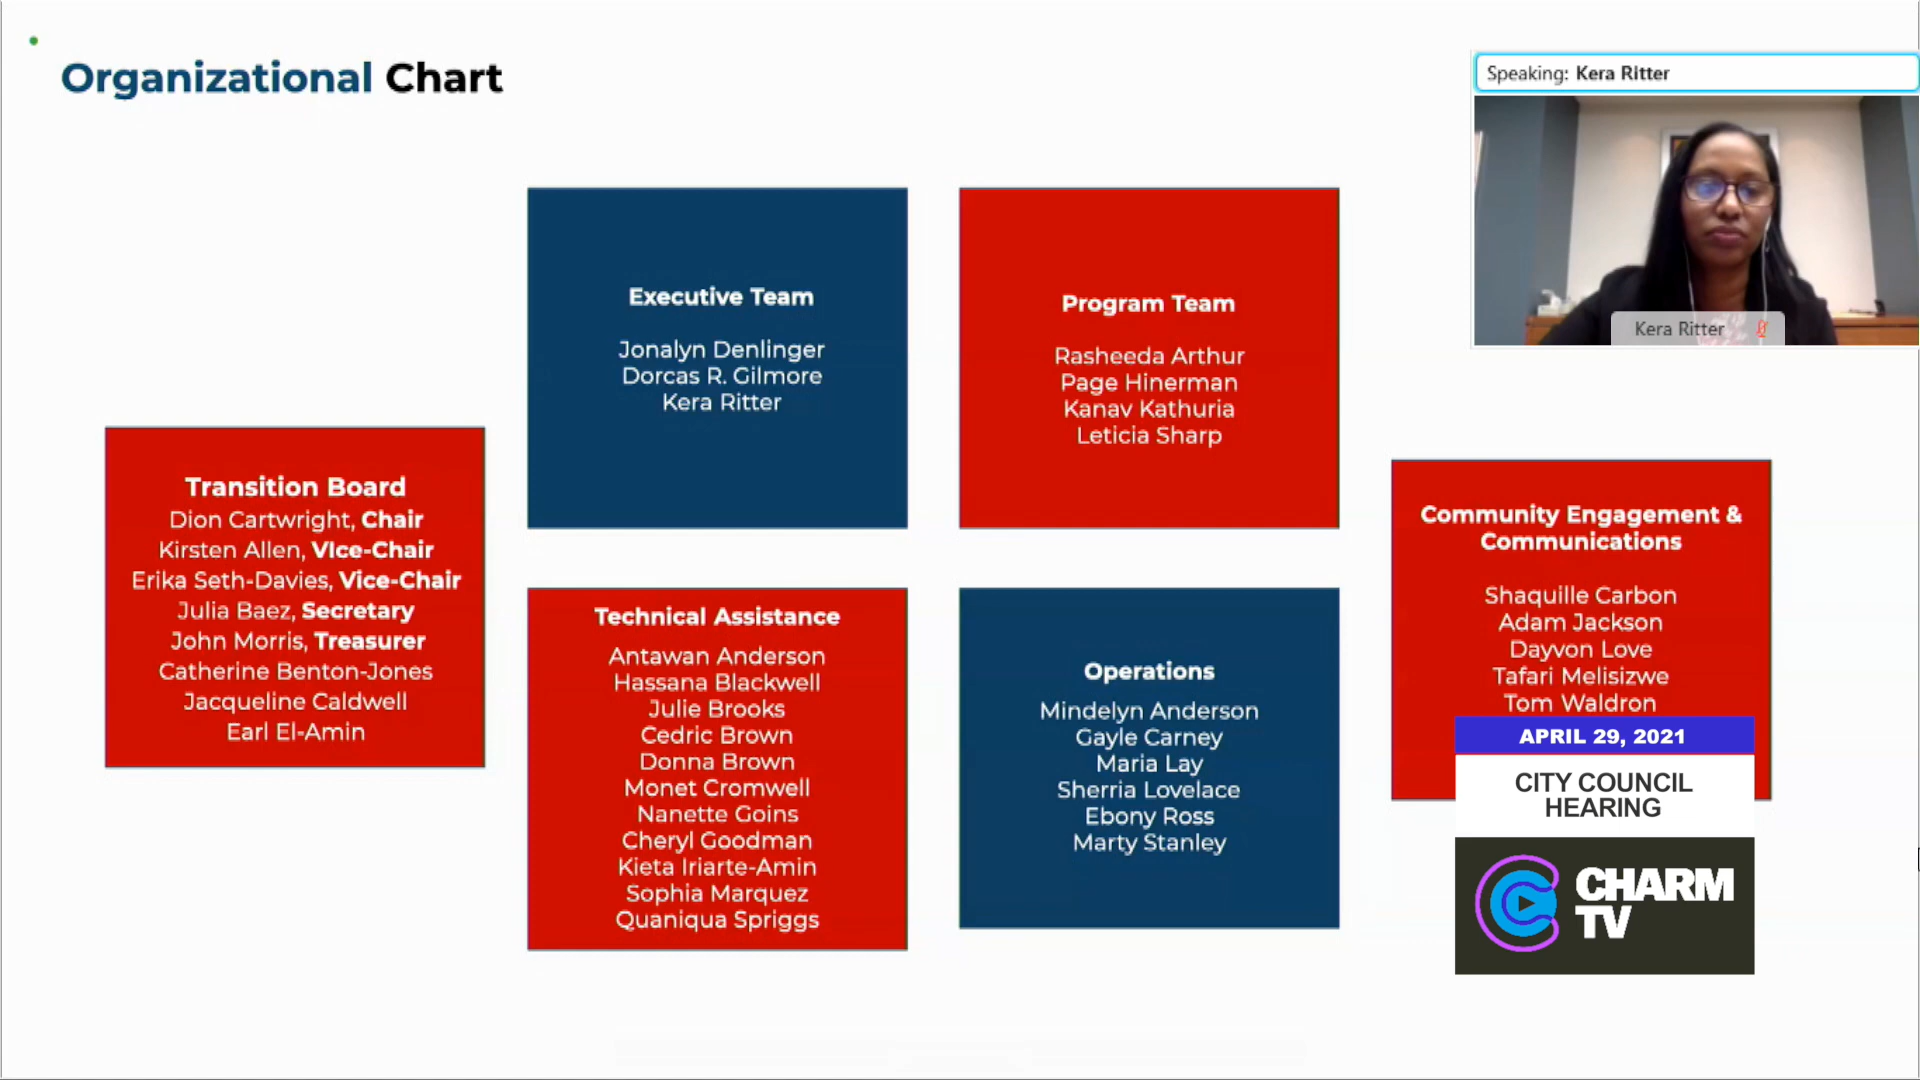 Organizational Chart
Speaking: Kera Ritter
Kera Ritter
Executive Team
Jonalyn Denlinger
Dorcas R. Gilmore
Kera Ritter
Program Team
Rasheeda Arthur
Page Hinerman
Kanav Kathuria
Leticia Sharp
Transition Board
Dion Cartwright, Chair
Kirsten Allen, VIce-Chair
Erika Seth-Davies, Vice-Chair
Julia Baez, Secretary
John Morris, Treasurer
Catherine Benton-Jones
Jacqueline Caldwell
Earl El-Amin
Technical Assistance
Antawan Anderson
Hassana Blackwell
Julie Brooks
Cedric Brown
Donna Brown
Monet Cromwell
Nanette Goins
Cheryl Goodman
Kieta Iriarte-Amin
Sophia Marquez
Quaniqua Spriggs
Operations
Mindelyn Anderson
Gayle Carney
Maria Lay
Sherria Lovelace
Ebony Ross
Marty Stanley
Community Engagement &
Communications
Shaquille Carbon
Adam Jackson
Dayvon Love
Tafari Melisizwe
Tom Waldron
APRIL 29, 2021
CITY COUNCIL
HEARING
CHARM
TV